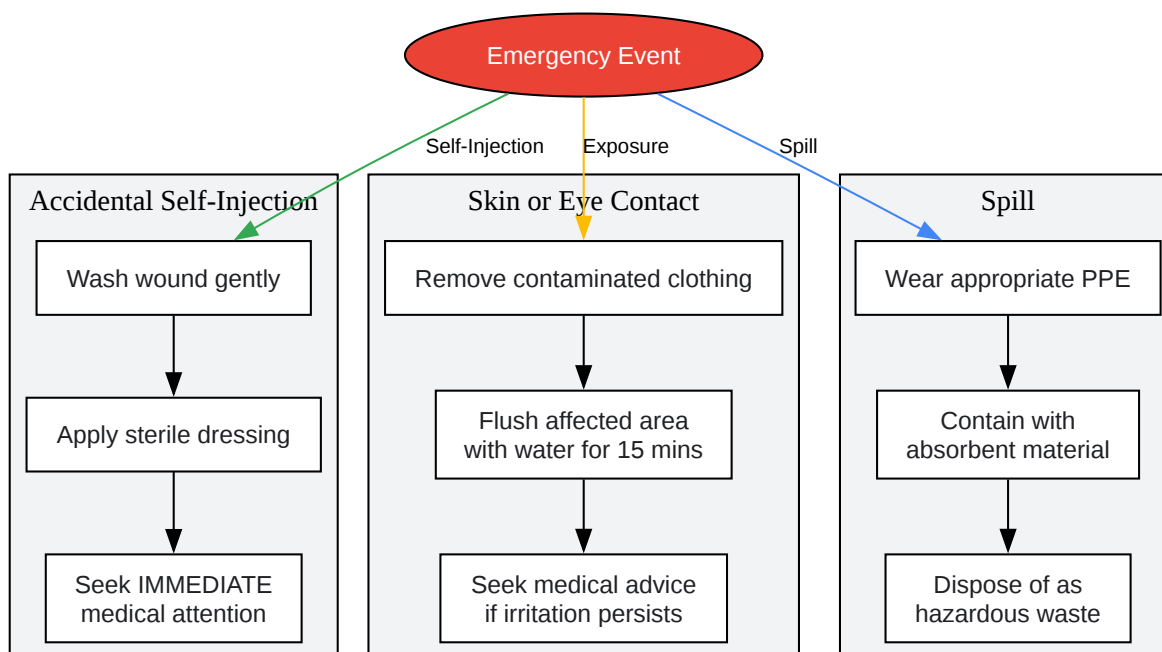 Emergency Event
Self-Injection
Exposure
Spill
Accidental Self-Injection
Wash wound gently
Apply sterile dressing
Seek IMMEDIATE
medical attention
Skin or Eye Contact
Remove contaminated clothing
Flush affected area
with water for 15 mins
Seek medical advice
if irritation persists
Spill
Wear appropriate PPE
Contain with
absorbent material
Dispose of as
hazardous waste